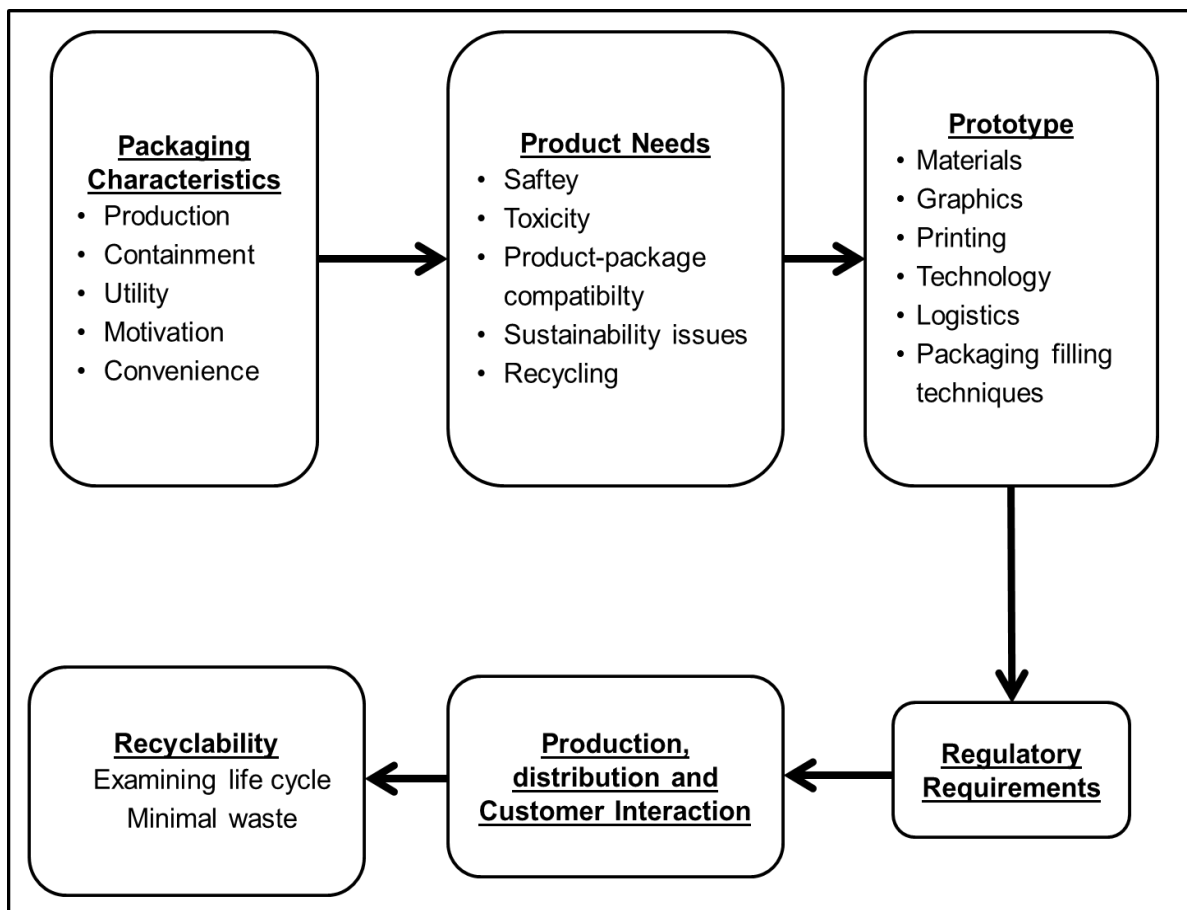 Packaging
Characteristics
• Production
• Containment
• Utility
• Motivation
• Convenience
Product Needs
• Saftey
• Toxicity
• Product-package
compatibilty
• Sustainability issues
• Recycling
Prototype
• Materials
• Graphics
• Printing
• Technology
• Logistics
• Packaging filling
techniques
Regulatory
Requirements
Production,
distribution and
Customer Interaction
Recyclability
Examining life cycle
Minimal waste